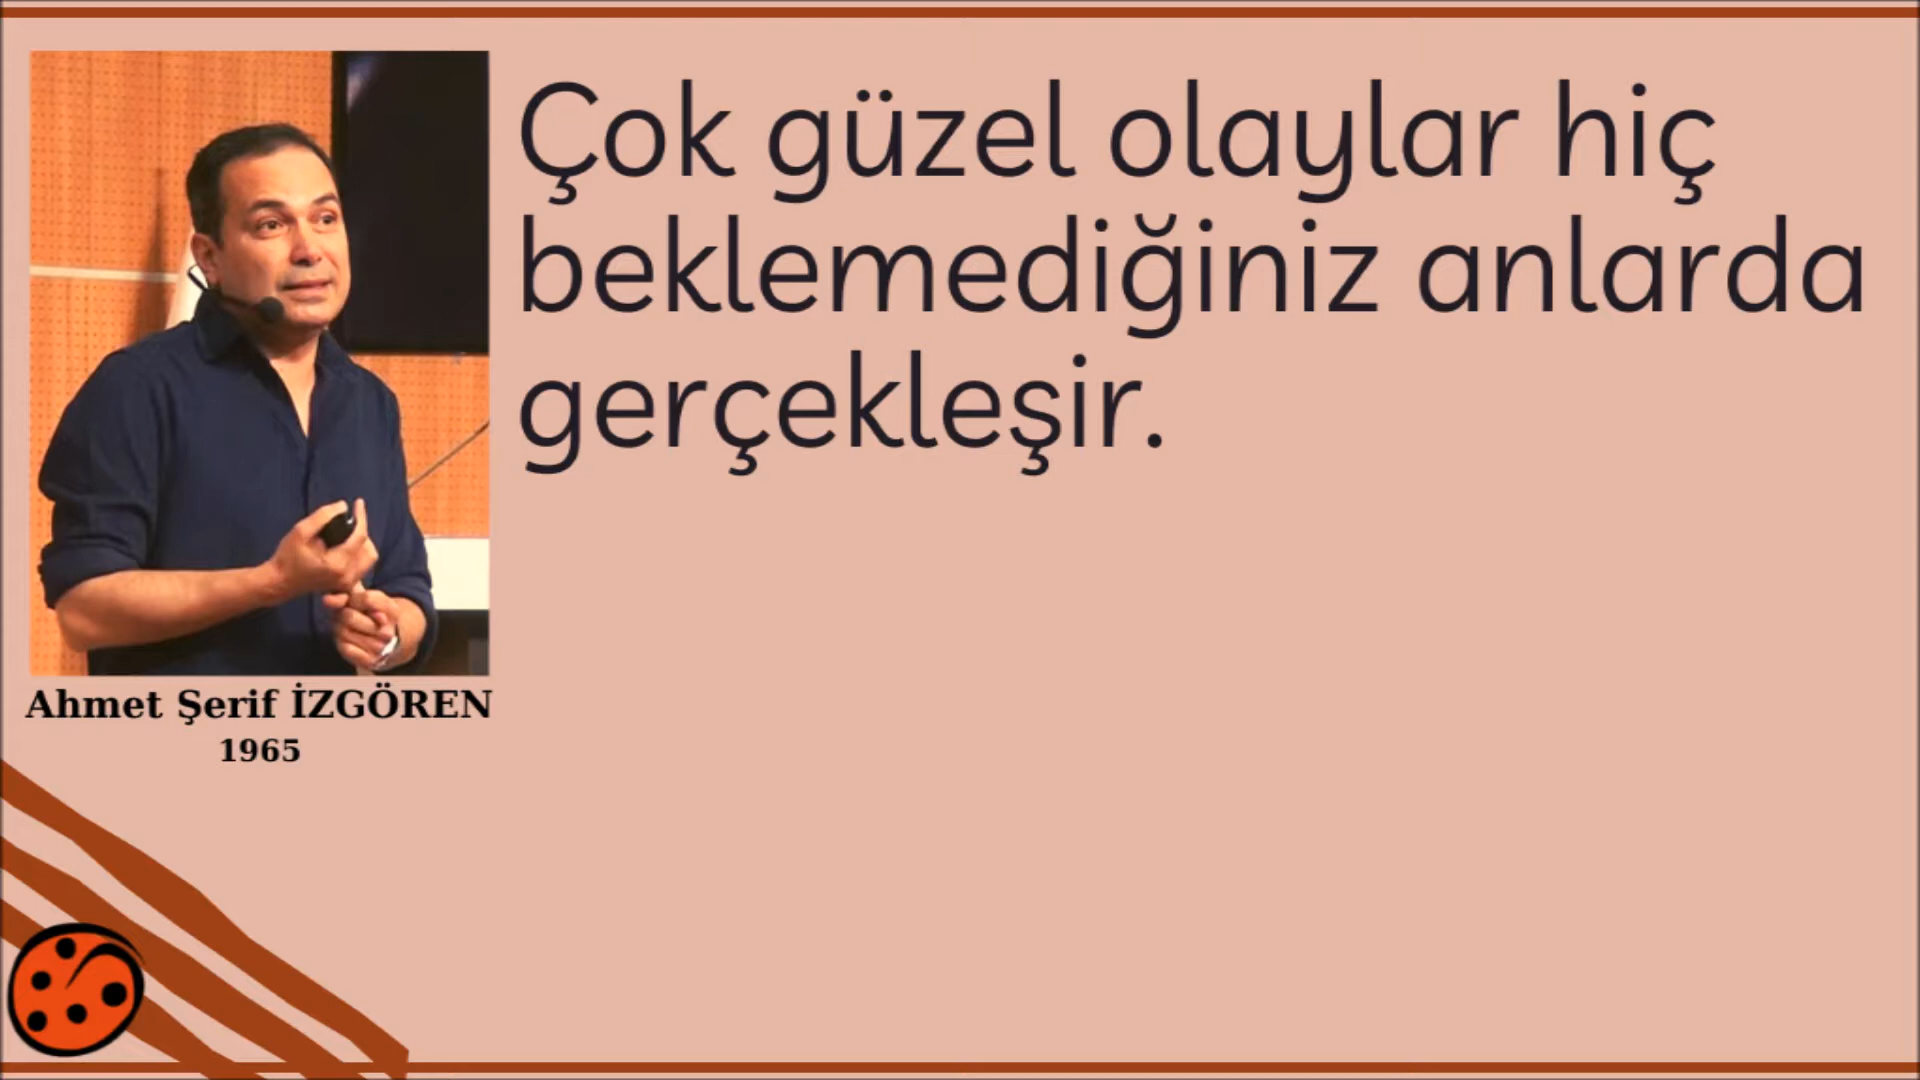 Çok güzel olaylar hiç
beklemediğiniz anlarda
gerçekleşir.
Ahmet Şerif İZGÖREN
1965